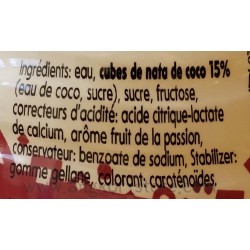 Ingrédients: eau, cubes de nata de coco 15%
(eau de coco, sucre), sucre, fructose,
correcteurs d'acidité: acide citrique-lactate
de calcium, arôme fruit de la passion,
conservateur: benzoate de sodium, Stabilizer:
gomme gellane, colorant: caroténoïdes.